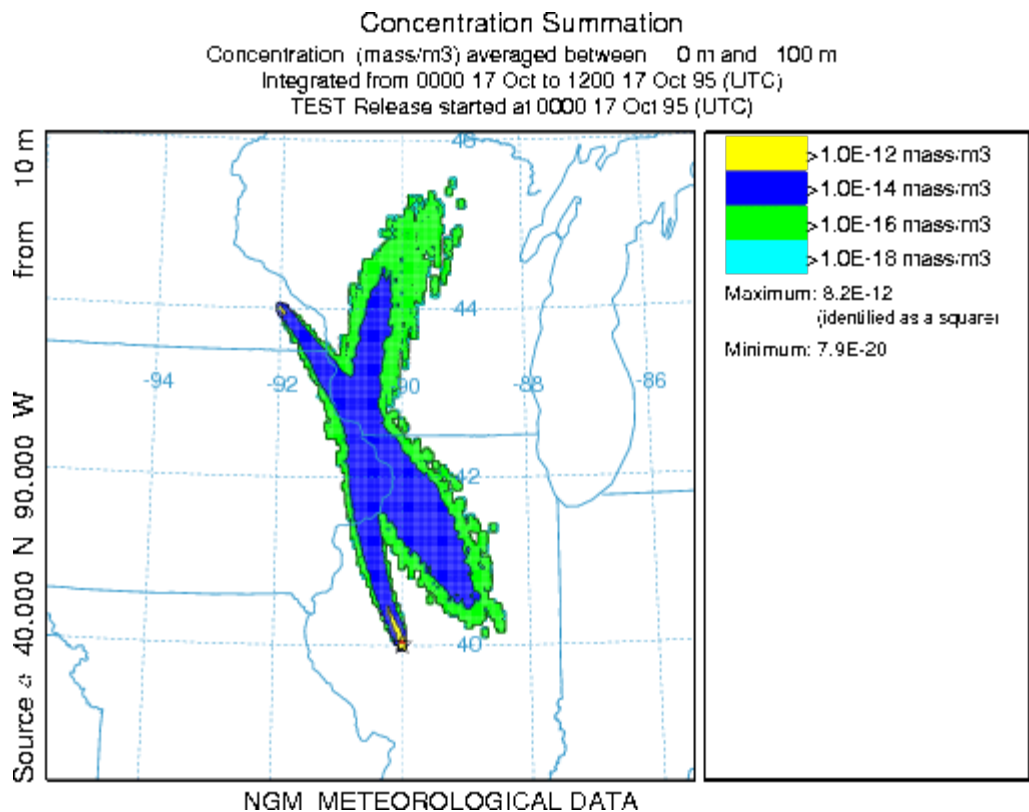 Concentration Summation
Concentration (mass/m3) averaged between 0 m and 100 m
Integrated from 0000 17 Oct to 1200 17 Oct 95 (UTC)
TEST Release started at 0000 17 Oct 95 (UTC)
Source ☆ 40.000 N 90.000 W from 10 m
46
44
-94
-92
-90
-88
-86
42
40
>1.0E-12 mass/m3
>1.0E-14 mass/m3
>1.0E-16 mass/m3
>1.0E-18 mass/m3
Maximum: 8.2E-12
(identified as a square)
Minimum: 7.9E-20
NGM METEOROLOGICAL DATA